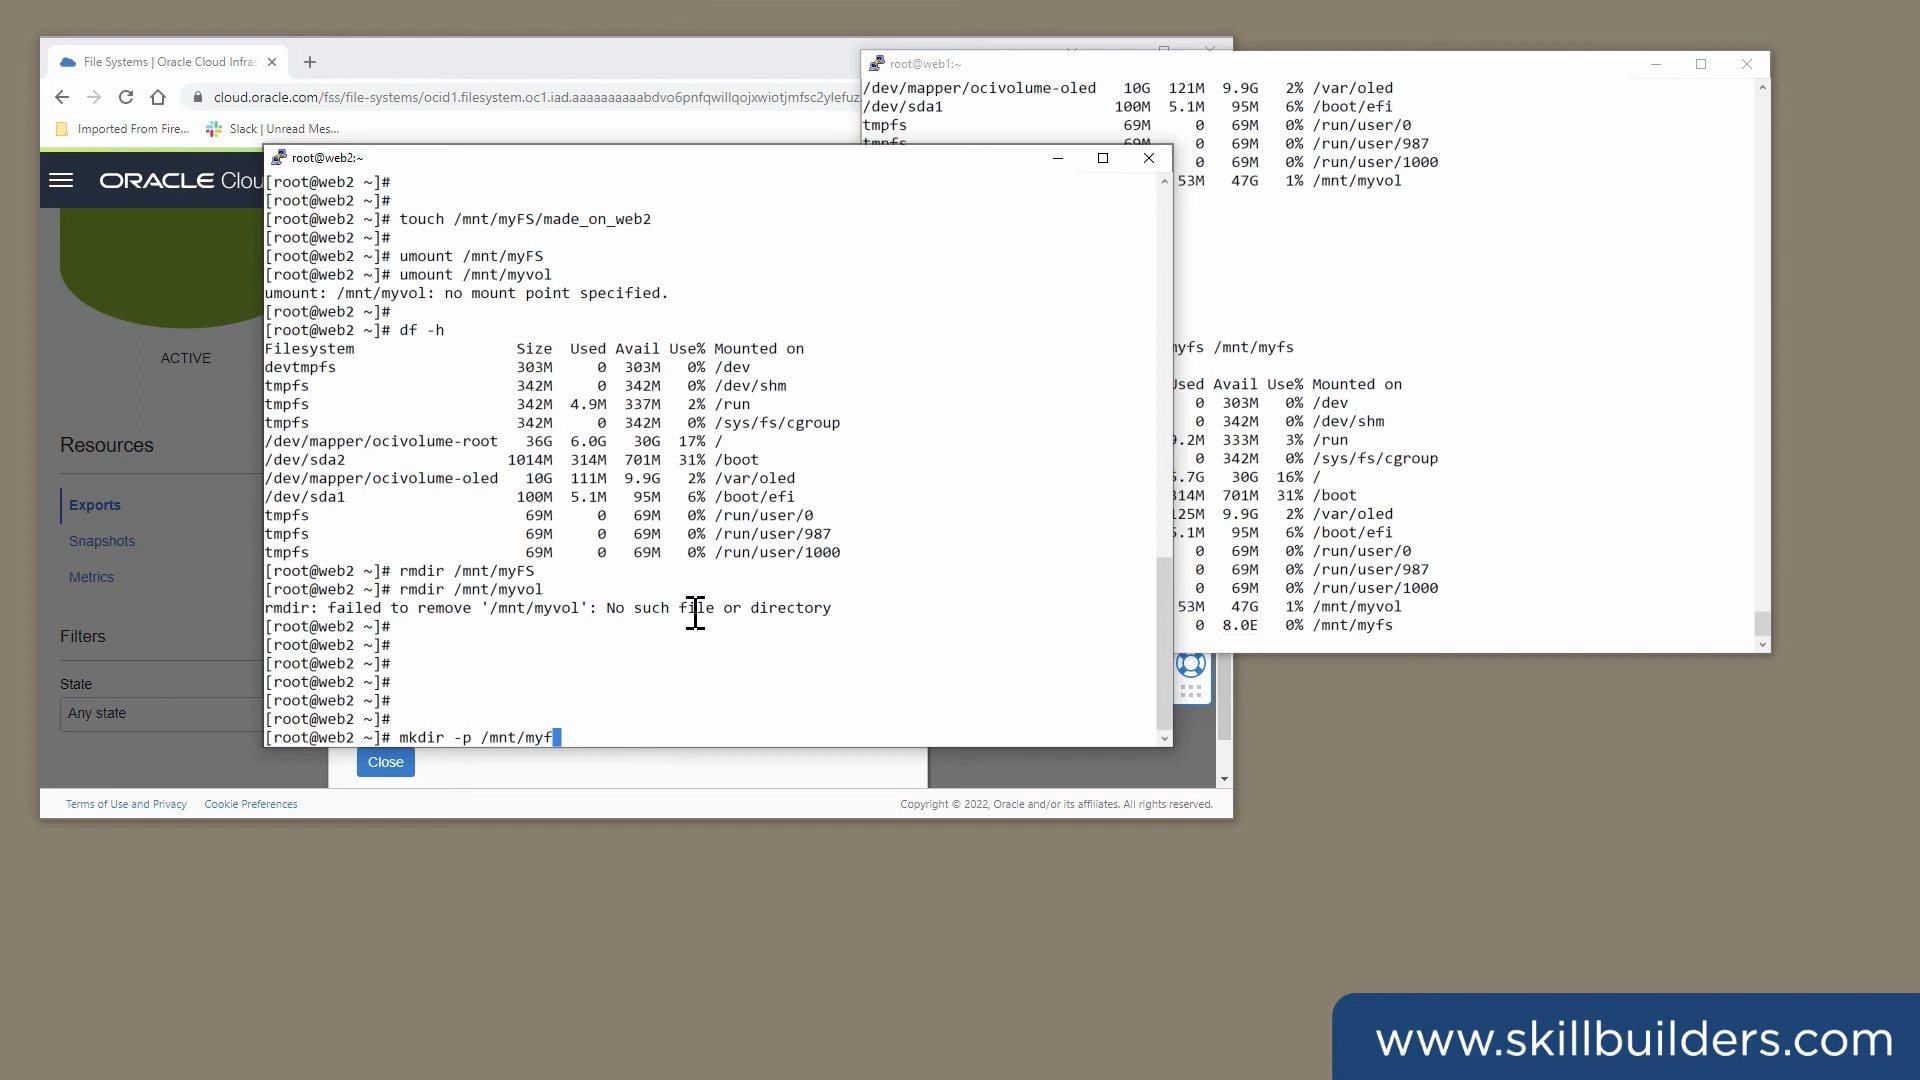 File Systems | Oracle Cloud Infras
cloud.oracle.com/fss/file-systems/ocid1.filesystem.oc1.iad.aaaaaaaaaabdvo6pnfqwillqojxwiotjmfsc2ylefuz
Imported From Fire...
Slack | Unread Mes...
ORACLE Clou
ACTIVE
Resources
Exports
Snapshots
Metrics
Filters
State
Any state
root@web2:~
[root@web2 ~]#
[root@web2 ~]#
[root@web2 ~]# touch /mnt/myFS/made_on_web2
[root@web2 ~]#
[root@web2 ~]# umount /mnt/myFS
[root@web2 ~]# umount /mnt/myvol
umount: /mnt/myvol: no mount point specified.
[root@web2 ~]#
[root@web2 ~]# df -h
Filesystem Size Used Avail Use% Mounted on
devtmpfs 303M 0 303M 0% /dev
tmpfs 342M 0 342M 0% /dev/shm
tmpfs 342M 4.9M 337M 2% /run
tmpfs 342M 0 342M 0% /sys/fs/cgroup
/dev/mapper/ocivolume-root 36G 6.0G 30G 17% /
/dev/sda2 1014M 314M 701M 31% /boot
/dev/mapper/ocivolume-oled 10G 111M 9.9G 2% /var/oled
/dev/sda1 100M 5.1M 95M 6% /boot/efi
tmpfs 69M 0 69M 0% /run/user/0
tmpfs 69M 0 69M 0% /run/user/987
tmpfs 69M 0 69M 0% /run/user/1000
[root@web2 ~]# rmdir /mnt/myFS
[root@web2 ~]# rmdir /mnt/myvol
rmdir: failed to remove '/mnt/myvol': No such file or directory
[root@web2 ~]#
[root@web2 ~]#
[root@web2 ~]#
[root@web2 ~]#
[root@web2 ~]#
[root@web2 ~]#
[root@web2 ~]# mkdir -p /mnt/myf
root@web1:~
/dev/mapper/ocivolume-oled 10G 121M 9.9G 2% /var/oled
/dev/sda1 100M 5.1M 95M 6% /boot/efi
tmpfs 69M 0 69M 0% /run/user/0
tmpfs 69M 0 69M 0% /run/user/987
69M 0% /run/user/1000
53M 47G 1% /mnt/myvol
myfs /mnt/myfs
Used Avail Use% Mounted on
0 303M 0% /dev
0 342M 0% /dev/shm
9.2M 333M 3% /run
0 342M 0% /sys/fs/cgroup
5.7G 30G 16% /
314M 701M 31% /boot
125M 9.9G 2% /var/oled
5.1M 95M 6% /boot/efi
0 69M 0% /run/user/0
0 69M 0% /run/user/987
0 69M 0% /run/user/1000
53M 47G 1% /mnt/myvol
0 8.0E 0% /mnt/myfs
Close
Terms of Use and Privacy
Cookie Preferences
Copyright © 2022, Oracle and/or its affiliates. All rights reserved.
www.skillbuilders.com